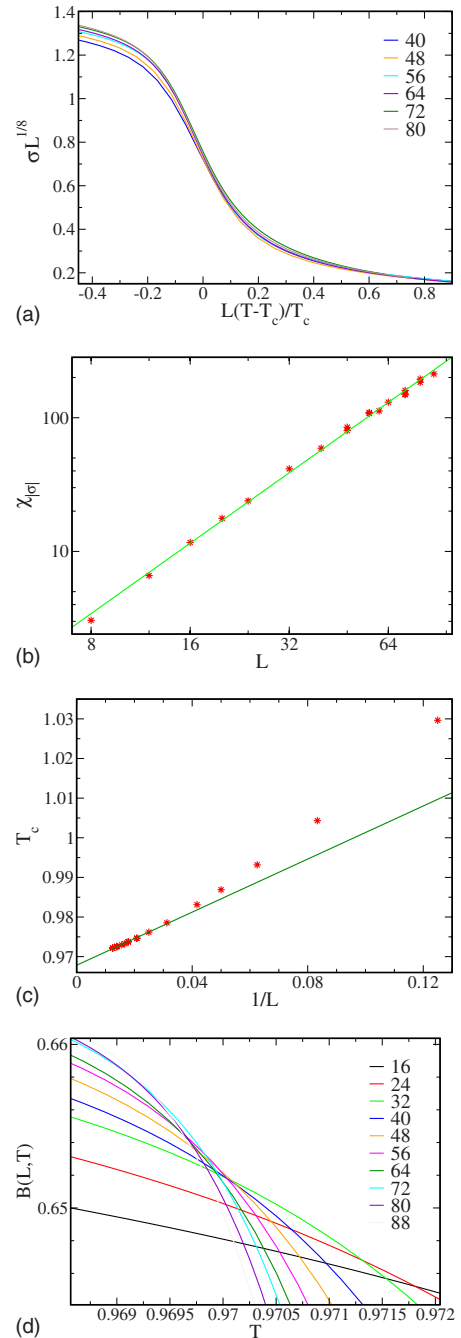 1.4
1.2
1
0.8
0.6
0.4
0.2
σL^{1/8}
40
48
56
64
72
80
-0.4 -0.2 0 0.2 0.4 0.6 0.8
L(T-T_c)/T_c
(a)
100
10
χ_{|σ|}
8 16 32 64
L
(b)
1.03
1.02
1.01
1
0.99
0.98
0.97
T_c
0 0.04 0.08 0.12
1/L
(c)
0.66
0.65
B(L,T)
16
24
32
40
48
56
64
72
80
88
0.969 0.9695 0.97 0.9705 0.971 0.9715 0.972
T
(d)